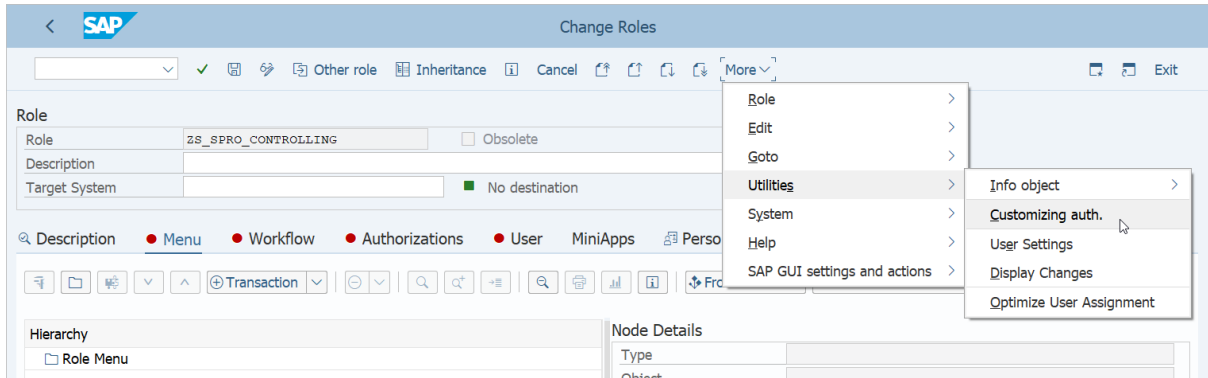 SAP Change Roles
Other role Inheritance Cancel More Exit
Role
Edit
Goto
Utilities
System
Help
SAP GUI settings and actions
Info object
Customizing auth.
User Settings
Display Changes
Optimize User Assignment
Role
Role ZS_SPRO_CONTROLLING Obsolete
Description
Target System No destination
Description Menu Workflow Authorizations User MiniApps Perso
Transaction Fro
Hierarchy
Role Menu
Node Details
Type
Object